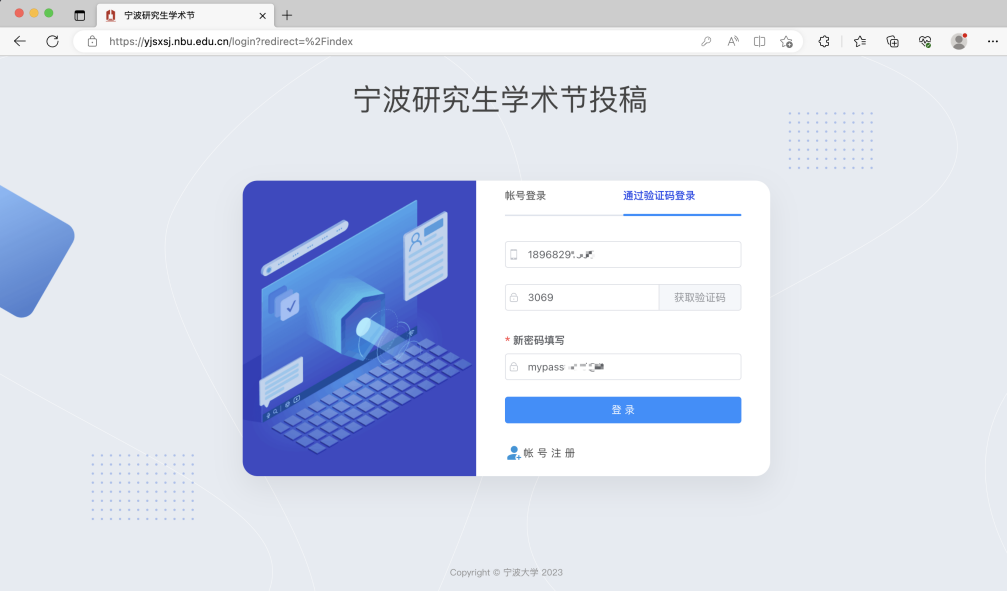 宁波研究生学术节
https://yjsxsj.nbu.edu.cn/login?redirect=%2Findex
宁波研究生学术节投稿
帐号登录 通过验证码登录
1896829
3069 获取验证码
* 新密码填写
mypass
登 录
帐 号 注 册
Copyright © 宁波大学 2023